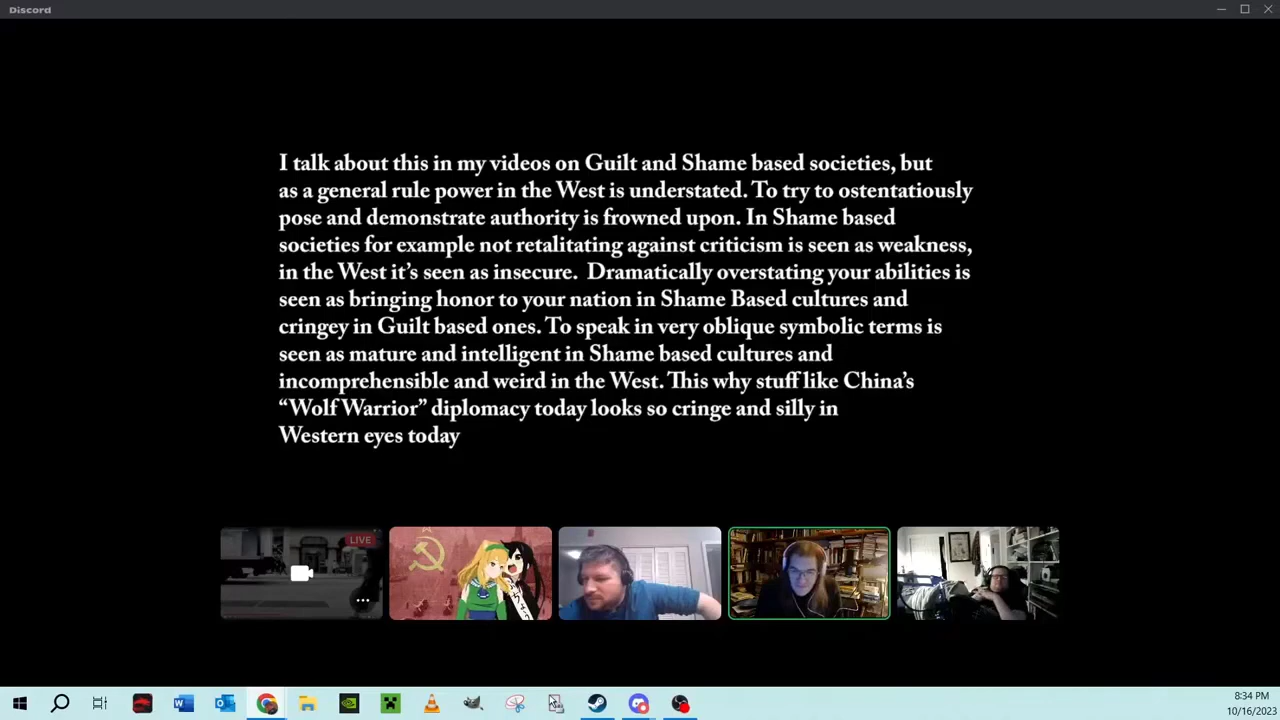 Discord
I talk about this in my videos on Guilt and Shame based societies, but
as a general rule power in the West is understated. To try to ostentatiously
pose and demonstrate authority is frowned upon. In Shame based
societies for example not retalitating against criticism is seen as weakness,
in the West it’s seen as insecure. Dramatically overstating your abilities is
seen as bringing honor to your nation in Shame Based cultures and
cringey in Guilt based ones. To speak in very oblique symbolic terms is
seen as mature and intelligent in Shame based cultures and
incomprehensible and weird in the West. This why stuff like China’s
“Wolf Warrior” diplomacy today looks so cringe and silly in
Western eyes today
LIVE
8:34 PM
10/16/2023